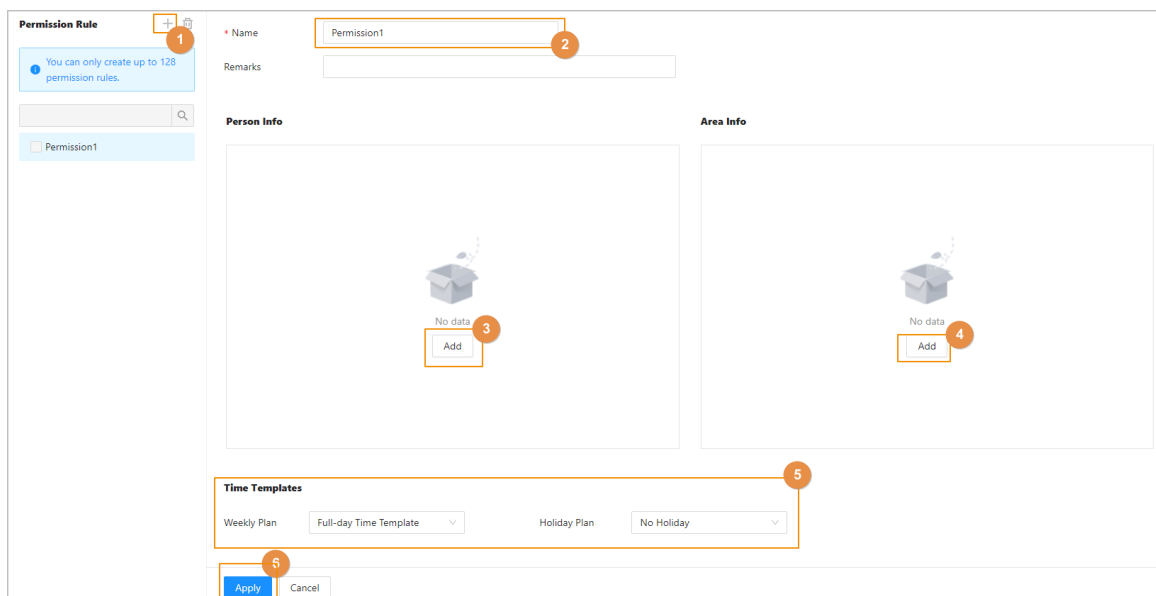 Permission Rule
1
You can only create up to 128
permission rules.
Permission1
* Name
Permission1
2
Remarks
Person Info
Area Info
No data
3
Add
No data
4
Add
5
Time Templates
Weekly Plan
Full-day Time Template
Holiday Plan
No Holiday
6
Apply
Cancel